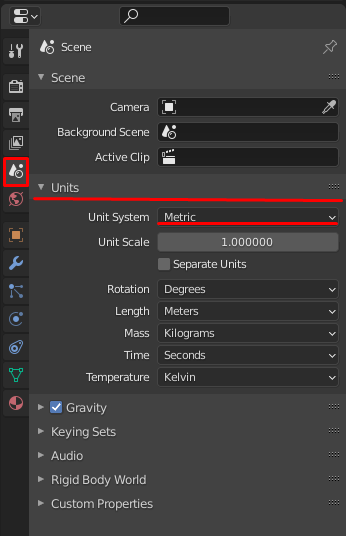 Scene
Scene
Camera
Background Scene
Active Clip
Units
Unit System Metric
Unit Scale 1.000000
Separate Units
Rotation Degrees
Length Meters
Mass Kilograms
Time Seconds
Temperature Kelvin
Gravity
Keying Sets
Audio
Rigid Body World
Custom Properties